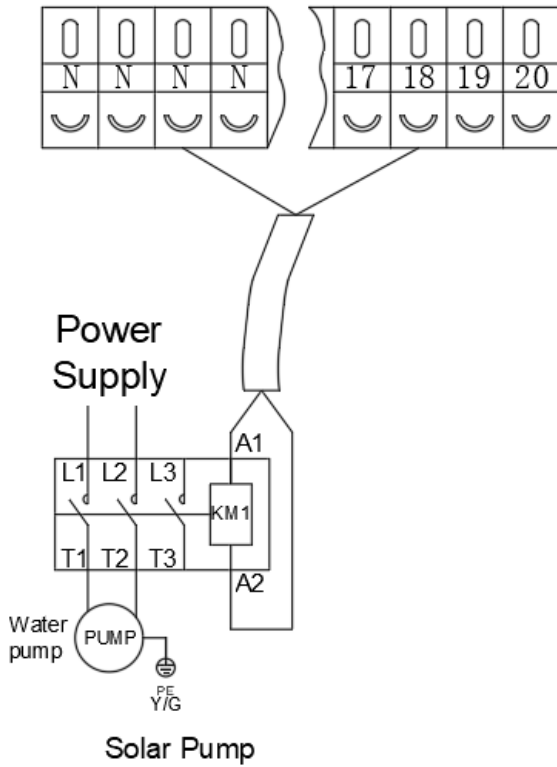 N N N N 17 18 19 20
Power
Supply
A1
L1 L2 L3
KM1
T1 T2 T3
A2
Water
pump
PUMP
PE
Y/G
Solar Pump